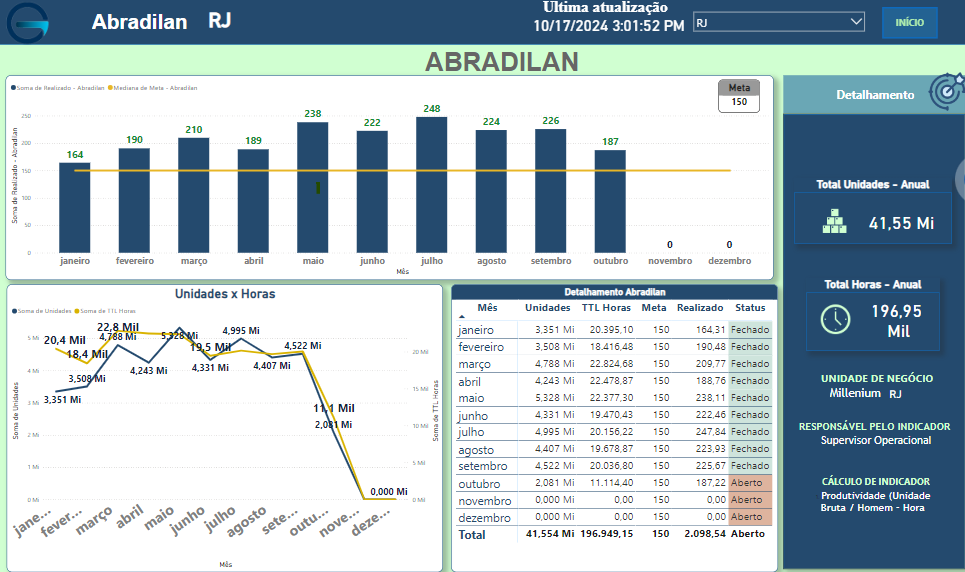 Abradilan RJ
Última atualização
10/17/2024 3:01:52 PM
RJ
INÍCIO
ABRADILAN
Soma de Realizado - Abradilan Mediana de Meta - Abradilan
Meta
150
Soma de Realizado - Abradilan
250
200
150
100
50
0
164 190 210 189 238 222 248 224 226 187 0 0
1
janeiro fevereiro março abril maio junho julho agosto setembro outubro novembro dezembro
Mês
Unidades x Horas
Soma de Unidades Soma de TTL Horas
Soma de Unidades
5 Mi
4 Mi
3 Mi
2 Mi
1 Mi
0 Mi
20,4 Mil
18,4 Mil
22,8 Mil
19,5 Mil
11,1 Mil
3,351 Mi
3,508 Mi
4,788 Mi
4,243 Mi
5,328 Mi
4,331 Mi
4,995 Mi
4,407 Mi
4,522 Mi
2,081 Mi
0,000 Mi
20 Mil
15 Mil
10 Mil
5 Mil
0 Mil
Soma de TTL Horas
jane... fever... março abril maio junho julho agosto sete... outu... nove... deze...
Mês
Detalhamento Abradilan
Mês Unidades TTL Horas Meta Realizado Status
janeiro 3,351 Mi 20.395,10 150 164,31 Fechado
fevereiro 3,508 Mi 18.416,48 150 190,48 Fechado
março 4,788 Mi 22.824,68 150 209,77 Fechado
abril 4,243 Mi 22.478,87 150 188,76 Fechado
maio 5,328 Mi 22.377,30 150 238,11 Fechado
junho 4,331 Mi 19.470,43 150 222,46 Fechado
julho 4,995 Mi 20.156,22 150 247,84 Fechado
agosto 4,407 Mi 19.678,87 150 223,93 Fechado
setembro 4,522 Mi 20.036,80 150 225,67 Fechado
outubro 2,081 Mi 11.114,40 150 187,22 Aberto
novembro 0,000 Mi 0,00 150 0,00 Aberto
dezembro 0,000 Mi 0,00 150 0,00 Aberto
Total 41,554 Mi 196.949,15 150 2.098,54 Aberto
Detalhamento
Total Unidades - Anual
41,55 Mi
Total Horas - Anual
196,95
Mil
UNIDADE DE NEGÓCIO
Millenium RJ
RESPONSÁVEL PELO INDICADOR
Supervisor Operacional
CÁLCULO DE INDICADOR
Produtividade (Unidade
Bruta / Homem - Hora